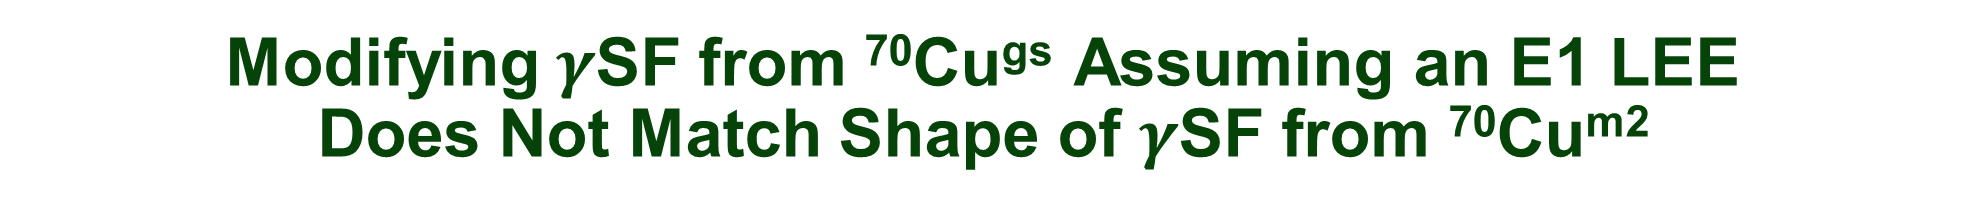 Modifying 𝛾SF from ⁷⁰Cuᵍˢ Assuming an E1 LEE
Does Not Match Shape of 𝛾SF from ⁷⁰Cuᵐ²